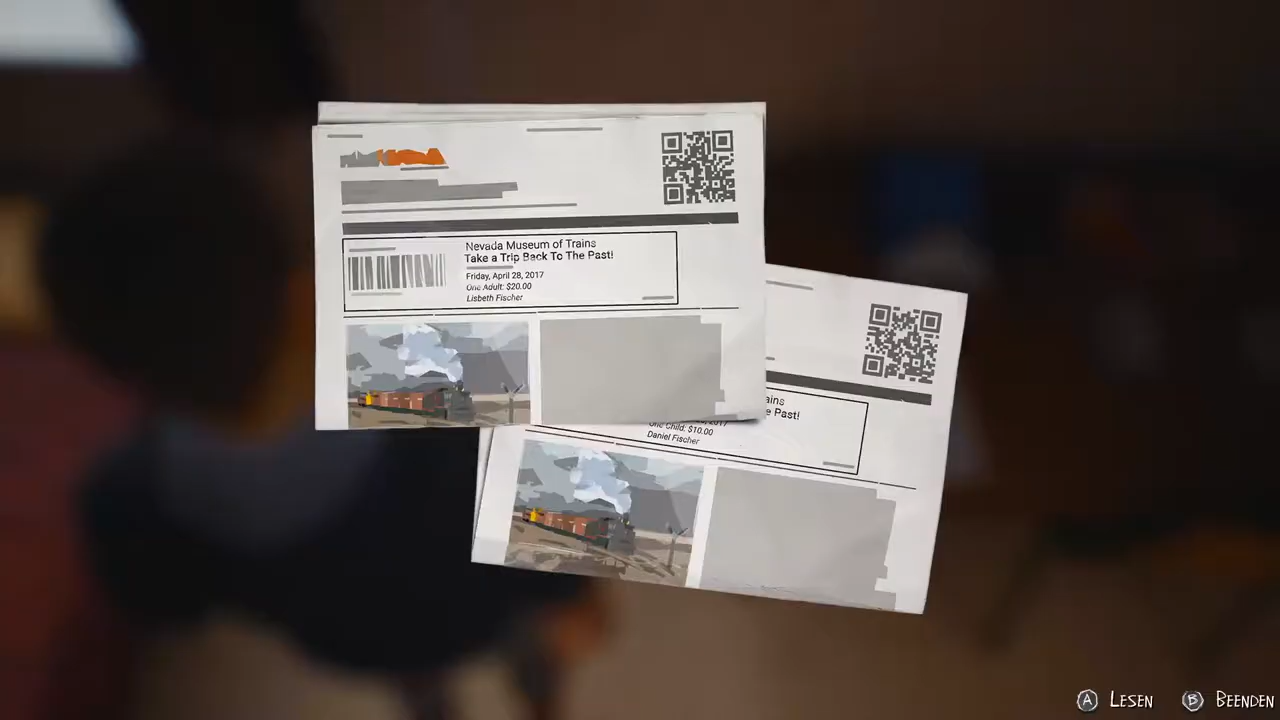 Nevada Museum of Trains
Take a Trip Back To The Past!
Friday, April 28, 2017
One Adult: $20.00
Lisbeth Fischer
ains
e Past!
2017
One Child: $10.00
Daniel Fischer
A LESEN B BEENDEN